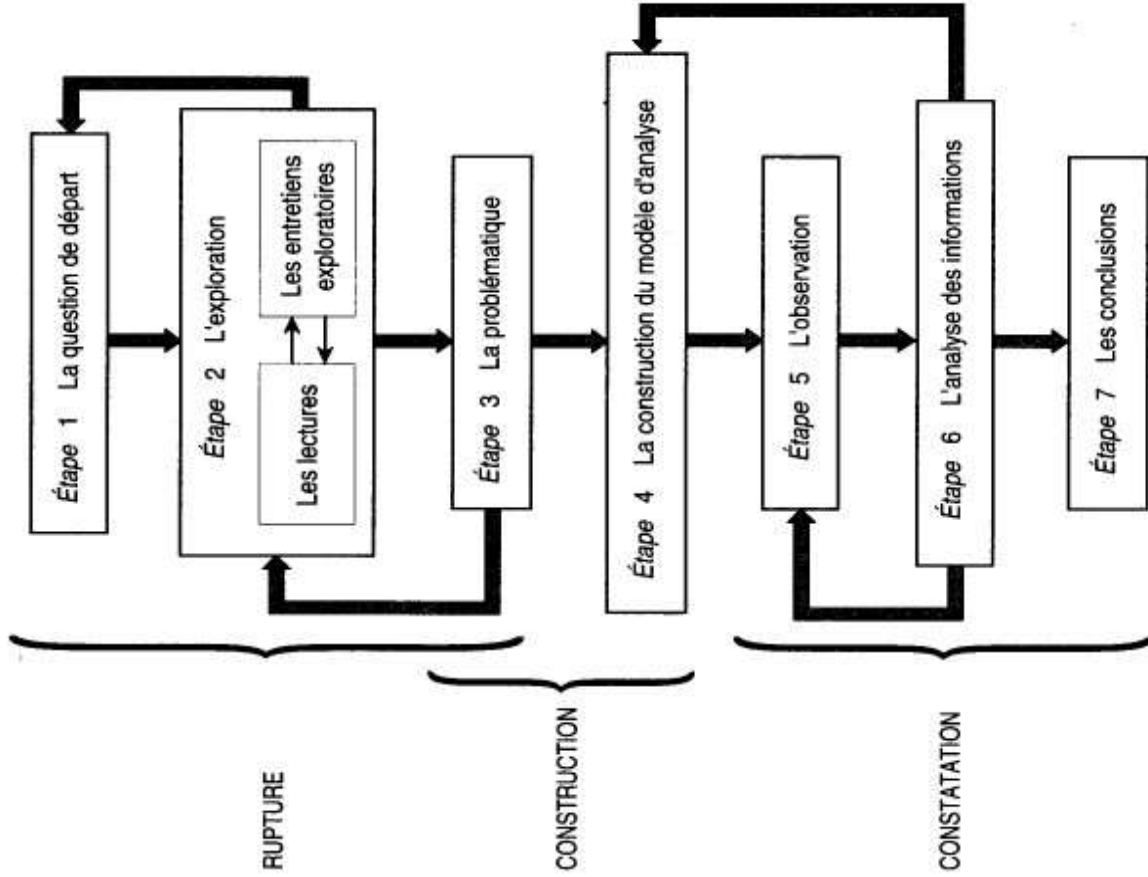 RUPTURE
Étape 1 La question de départ
Étape 2 L'exploration
Les lectures
Les entretiens
exploratoires
Étape 3 La problématique
CONSTRUCTION
Étape 4 La construction du modèle d'analyse
CONSTATATION
Étape 5 L'observation
Étape 6 L'analyse des informations
Étape 7 Les conclusions